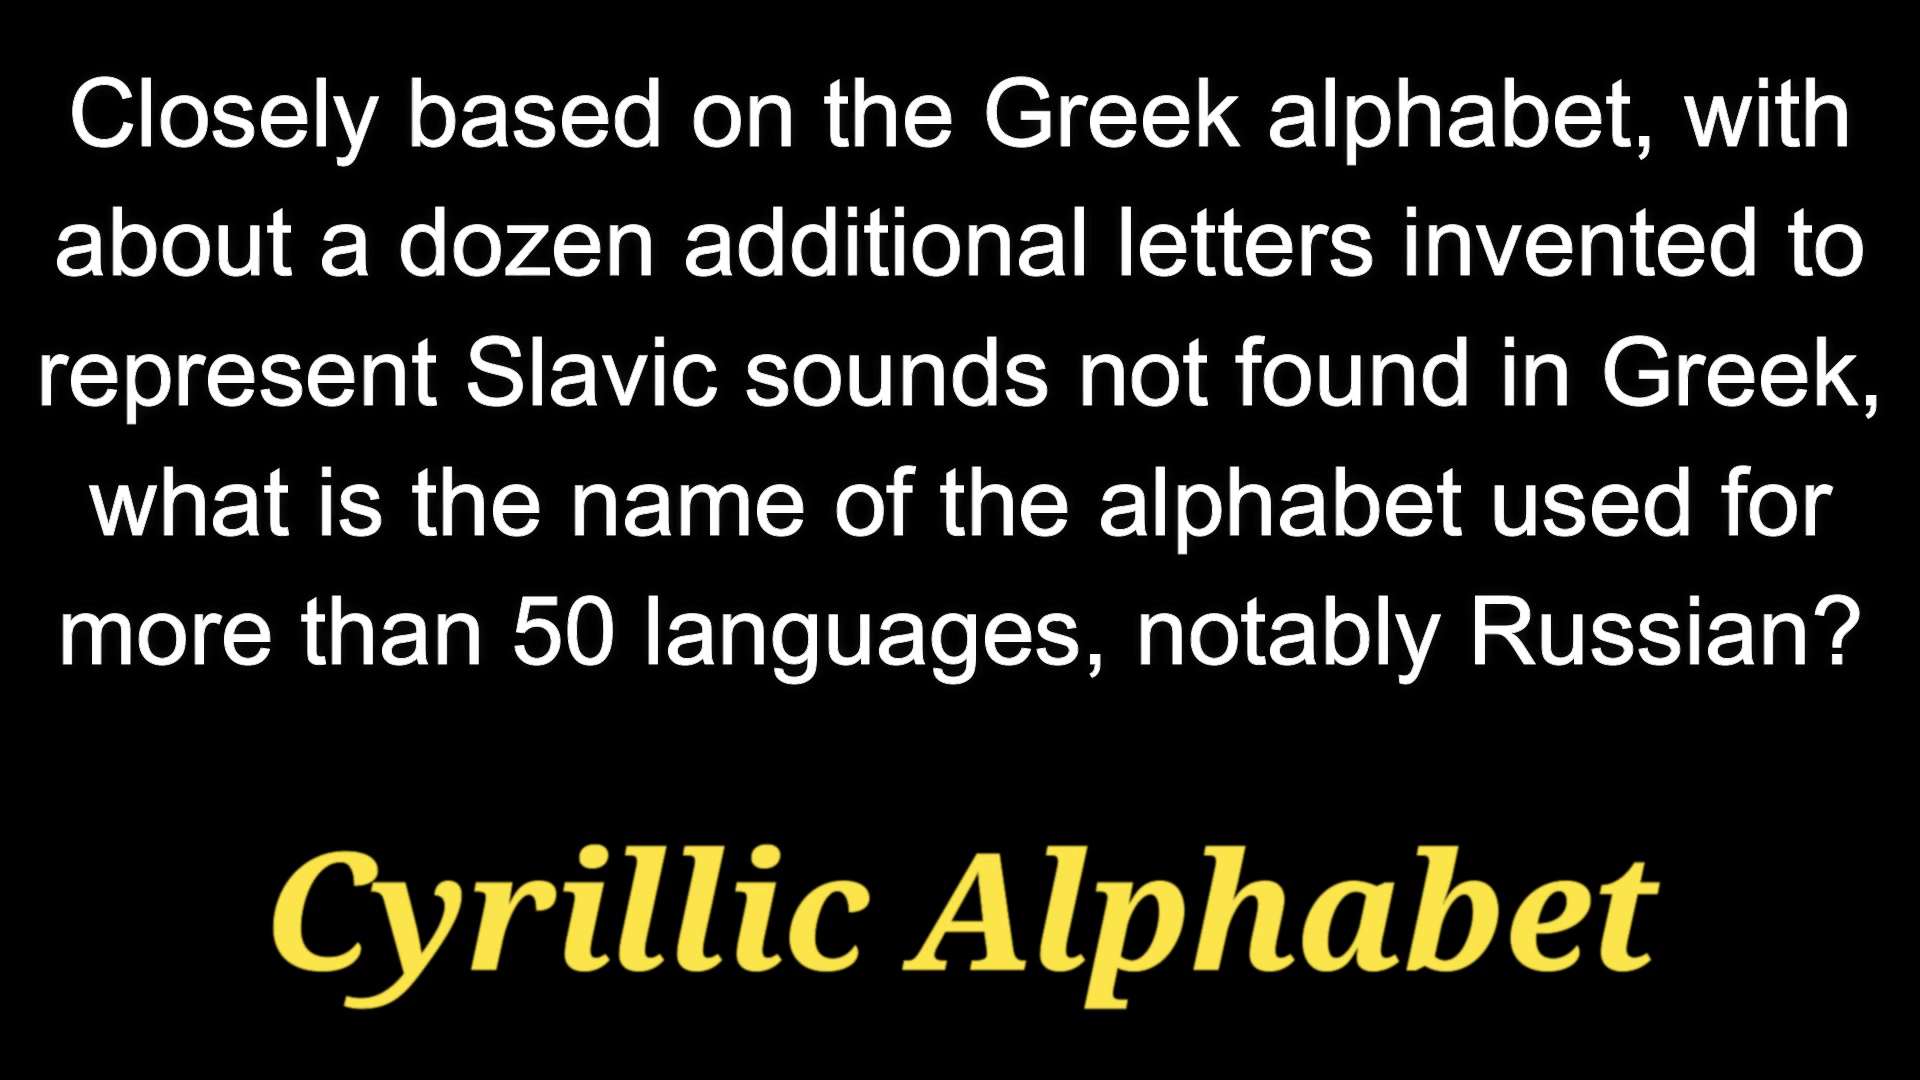 Closely based on the Greek alphabet, with
about a dozen additional letters invented to
represent Slavic sounds not found in Greek,
what is the name of the alphabet used for
more than 50 languages, notably Russian?
Cyrillic Alphabet